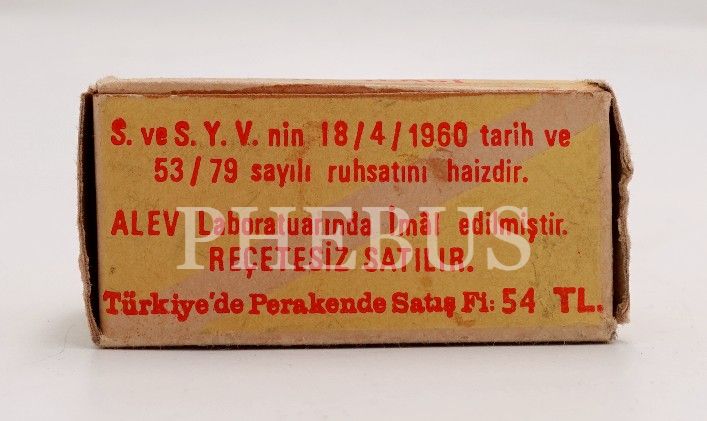 S. ve S. Y. V. nin 18/4/1960 tarih ve
53/79 sayılı ruhsatını haizdir.
ALEV Laboratuarında imâl edilmiştir.
REÇETESİZ SATILIR.
PHEBUS
Türkiye'de Perakende Satış Fi: 54 TL.